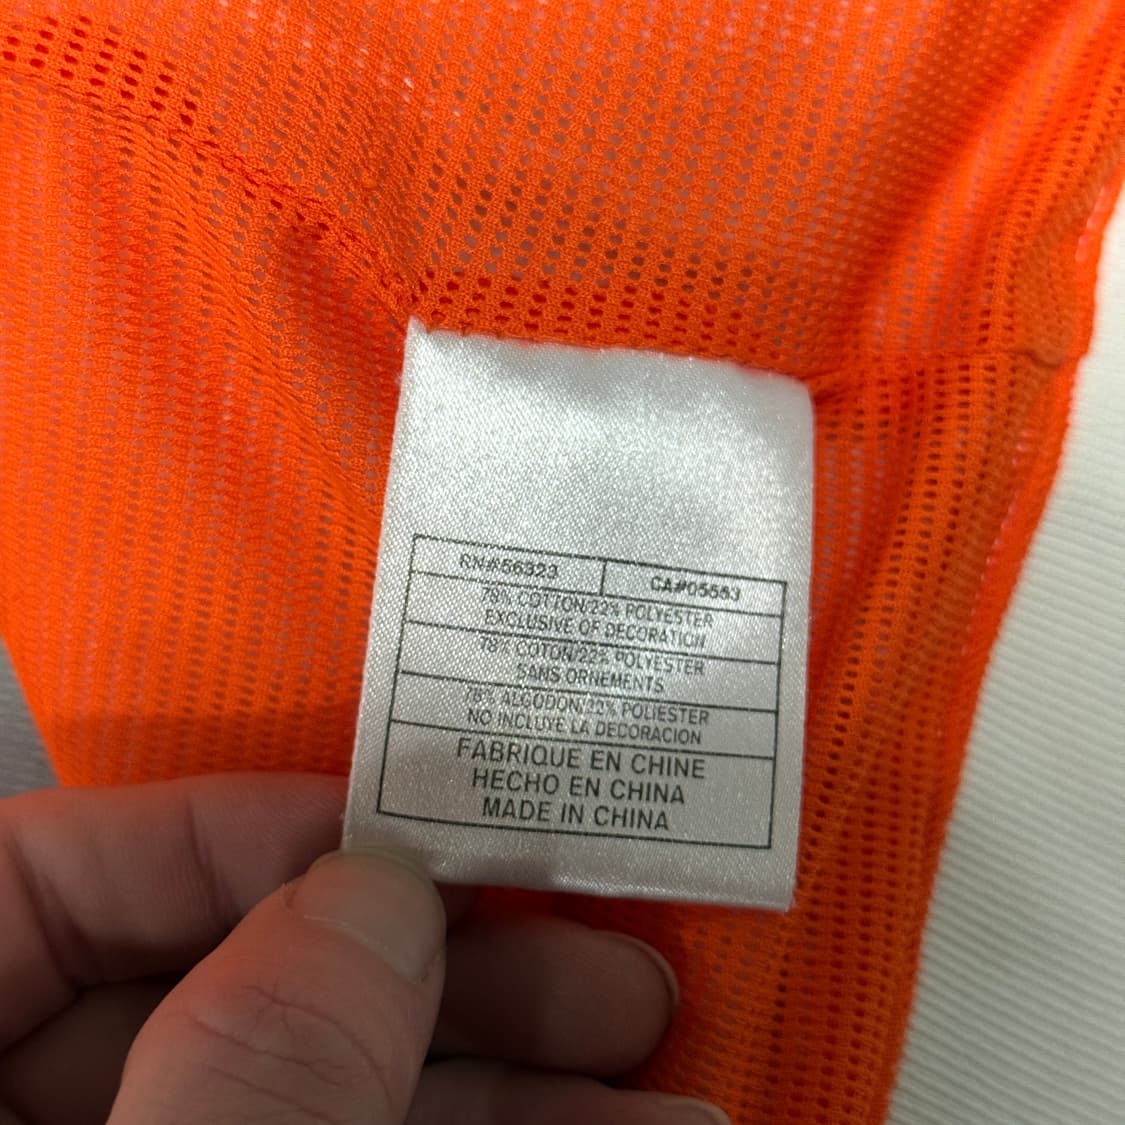 RN#56323 CA#05553
78% COTTON/22% POLYESTER
EXCLUSIVE OF DECORATION
78% COTON/22% POLYESTER
SANS ORNEMENTS
78% ALGODON/22% POLIESTER
NO INCLUYE LA DECORACION
FABRIQUE EN CHINE
HECHO EN CHINA
MADE IN CHINA